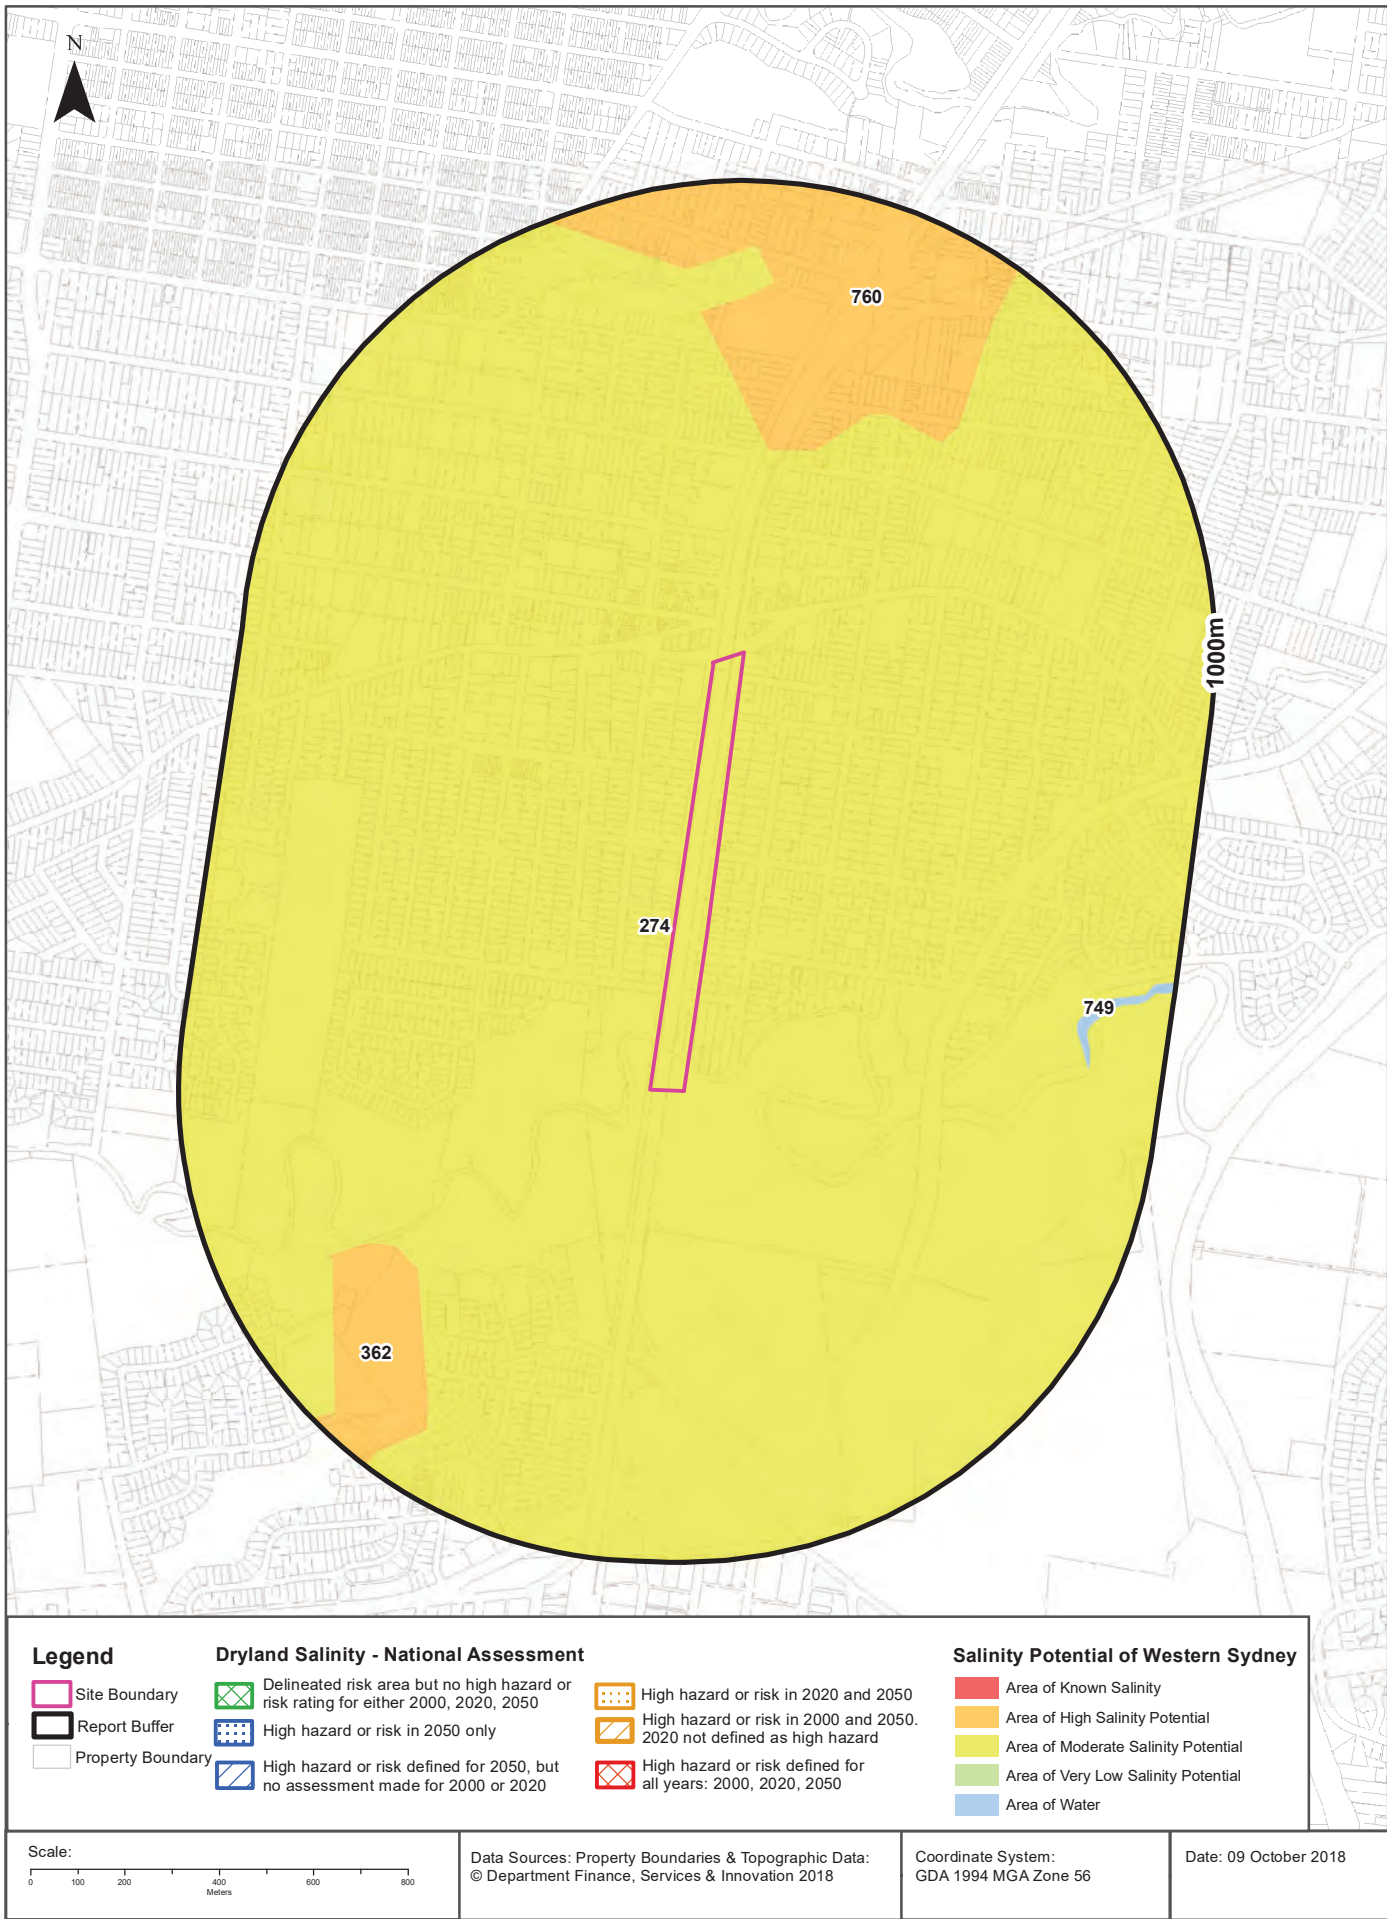 N
760
1000m
274
749
362
Legend
Site Boundary
Report Buffer
Property Boundary
Dryland Salinity - National Assessment
Delineated risk area but no high hazard or
risk rating for either 2000, 2020, 2050
High hazard or risk in 2050 only
High hazard or risk defined for 2050, but
no assessment made for 2000 or 2020
High hazard or risk in 2020 and 2050
High hazard or risk in 2000 and 2050.
2020 not defined as high hazard
High hazard or risk defined for
all years: 2000, 2020, 2050
Salinity Potential of Western Sydney
Area of Known Salinity
Area of High Salinity Potential
Area of Moderate Salinity Potential
Area of Very Low Salinity Potential
Area of Water
Scale:
0 100 200 400 600 800
Meters
Data Sources: Property Boundaries & Topographic Data:
© Department Finance, Services & Innovation 2018
Coordinate System:
GDA 1994 MGA Zone 56
Date: 09 October 2018